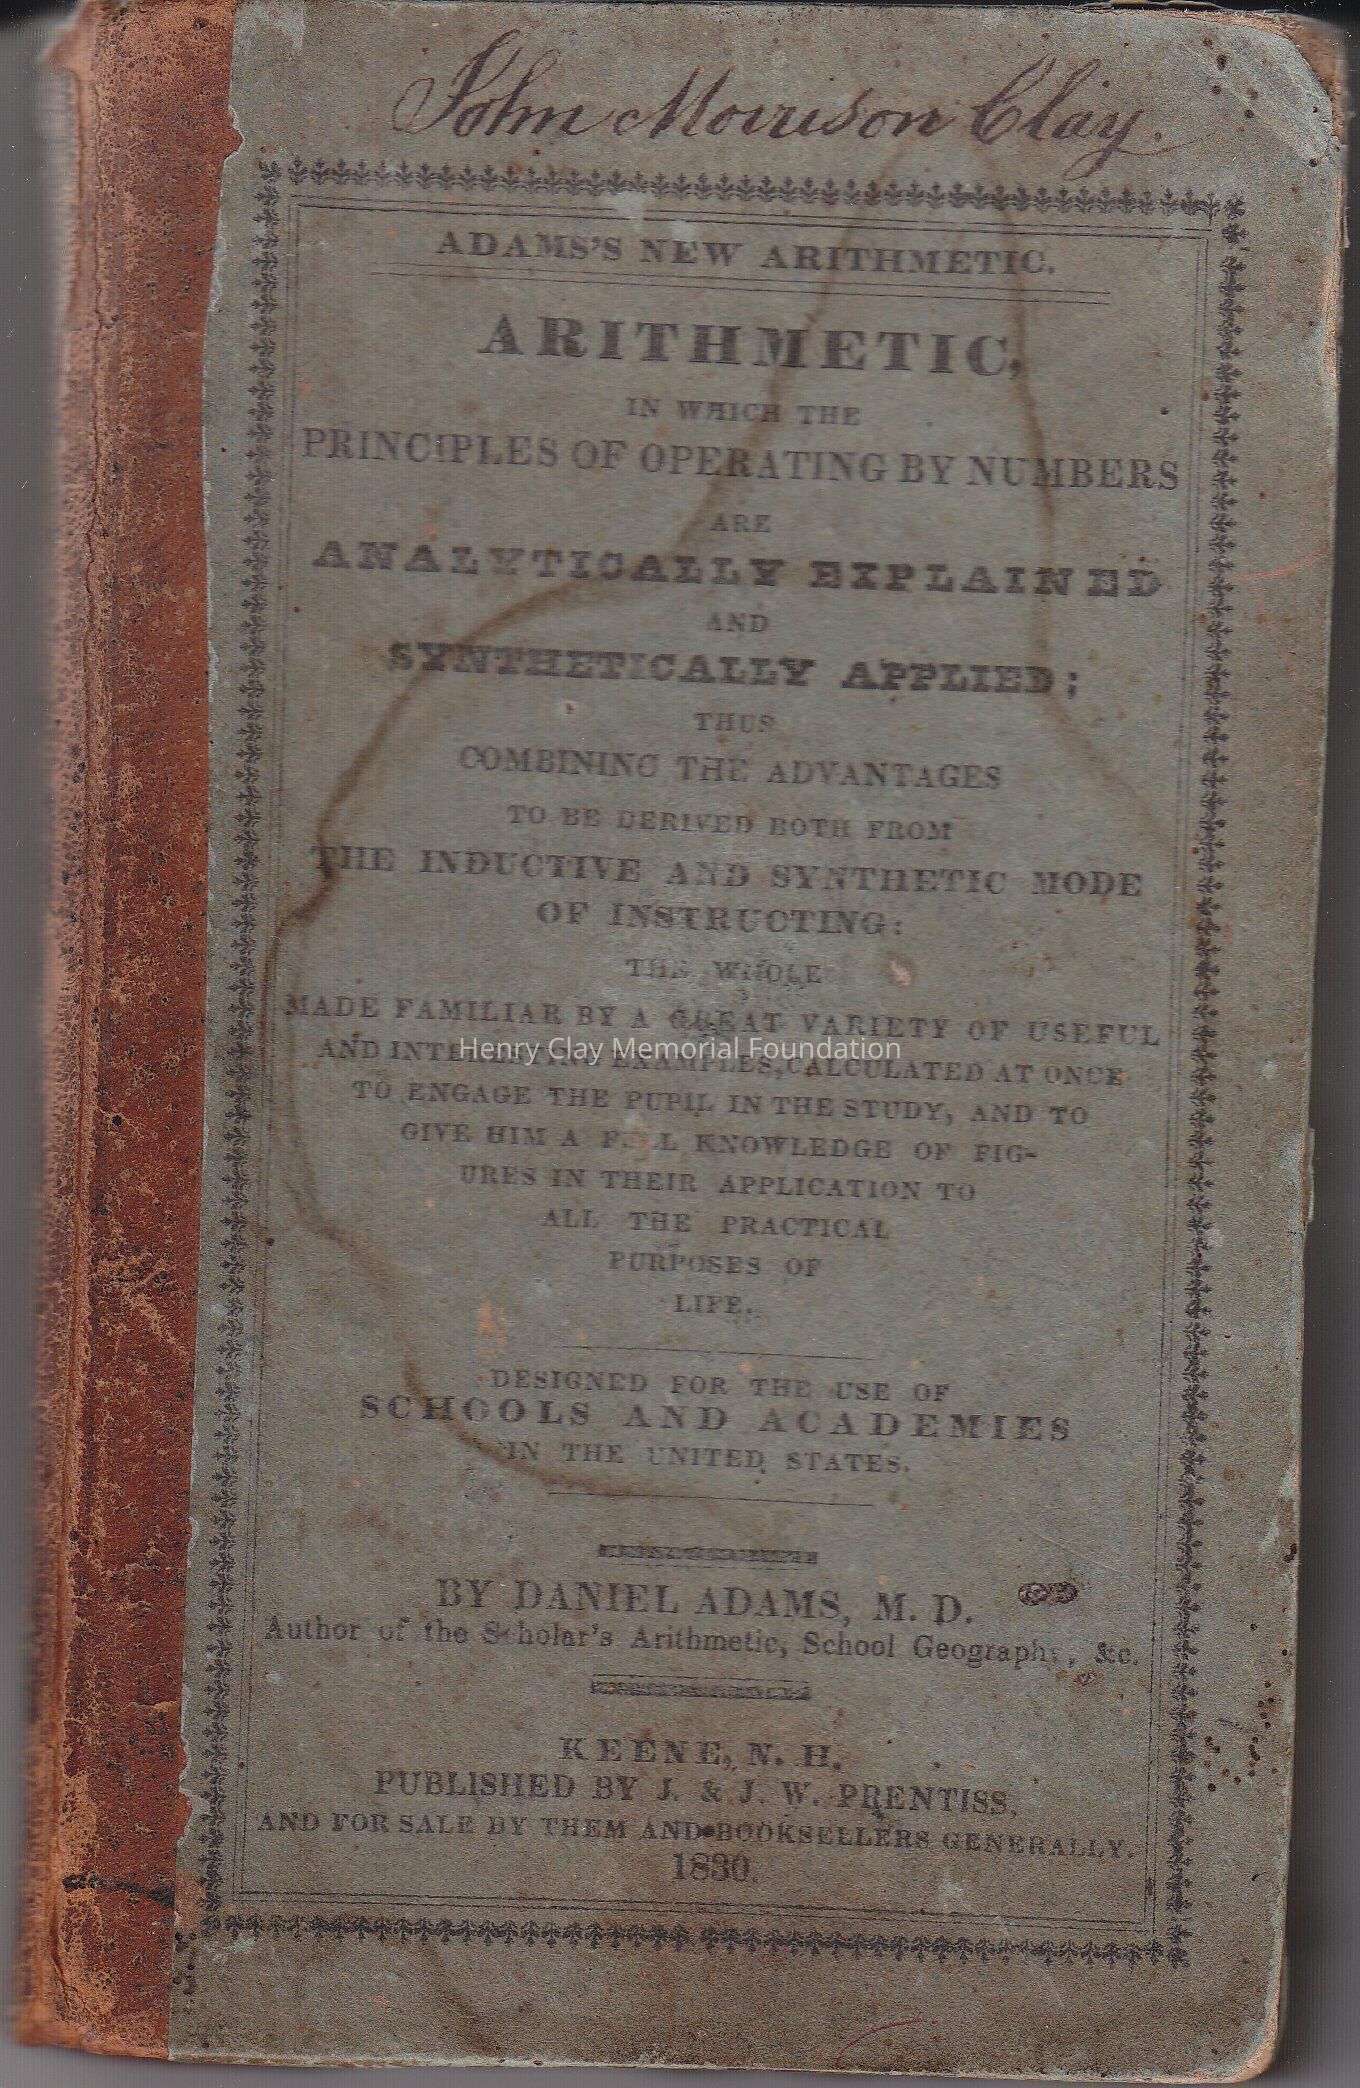 John Morrison Clay.
ADAMS'S NEW ARITHMETIC.
ARITHMETIC,
IN WHICH THE
PRINCIPLES OF OPERATING BY NUMBERS
ARE
ANALYTICALLY EXPLAINED
AND
SYNTHETICALLY APPLIED;
THUS
COMBINING THE ADVANTAGES
TO BE DERIVED BOTH FROM
THE INDUCTIVE AND SYNTHETIC MODE
OF INSTRUCTING:
THE WHOLE
MADE FAMILIAR BY A GREAT VARIETY OF USEFUL
Henry Clay Memorial Foundation
AND INTERESTING EXAMPLES, CALCULATED AT ONCE
TO ENGAGE THE PUPIL IN THE STUDY, AND TO
GIVE HIM A FULL KNOWLEDGE OF FIG-
URES IN THEIR APPLICATION TO
ALL THE PRACTICAL
PURPOSES OF
LIFE.
DESIGNED FOR THE USE OF
SCHOOLS AND ACADEMIES
IN THE UNITED STATES.
BY DANIEL ADAMS, M. D.
Author of the Scholar's Arithmetic, School Geography, &c.
KEENE, N. H.
PUBLISHED BY J. & J. W. PRENTISS,
AND FOR SALE BY THEM AND BOOKSELLERS GENERALLY.
1830.